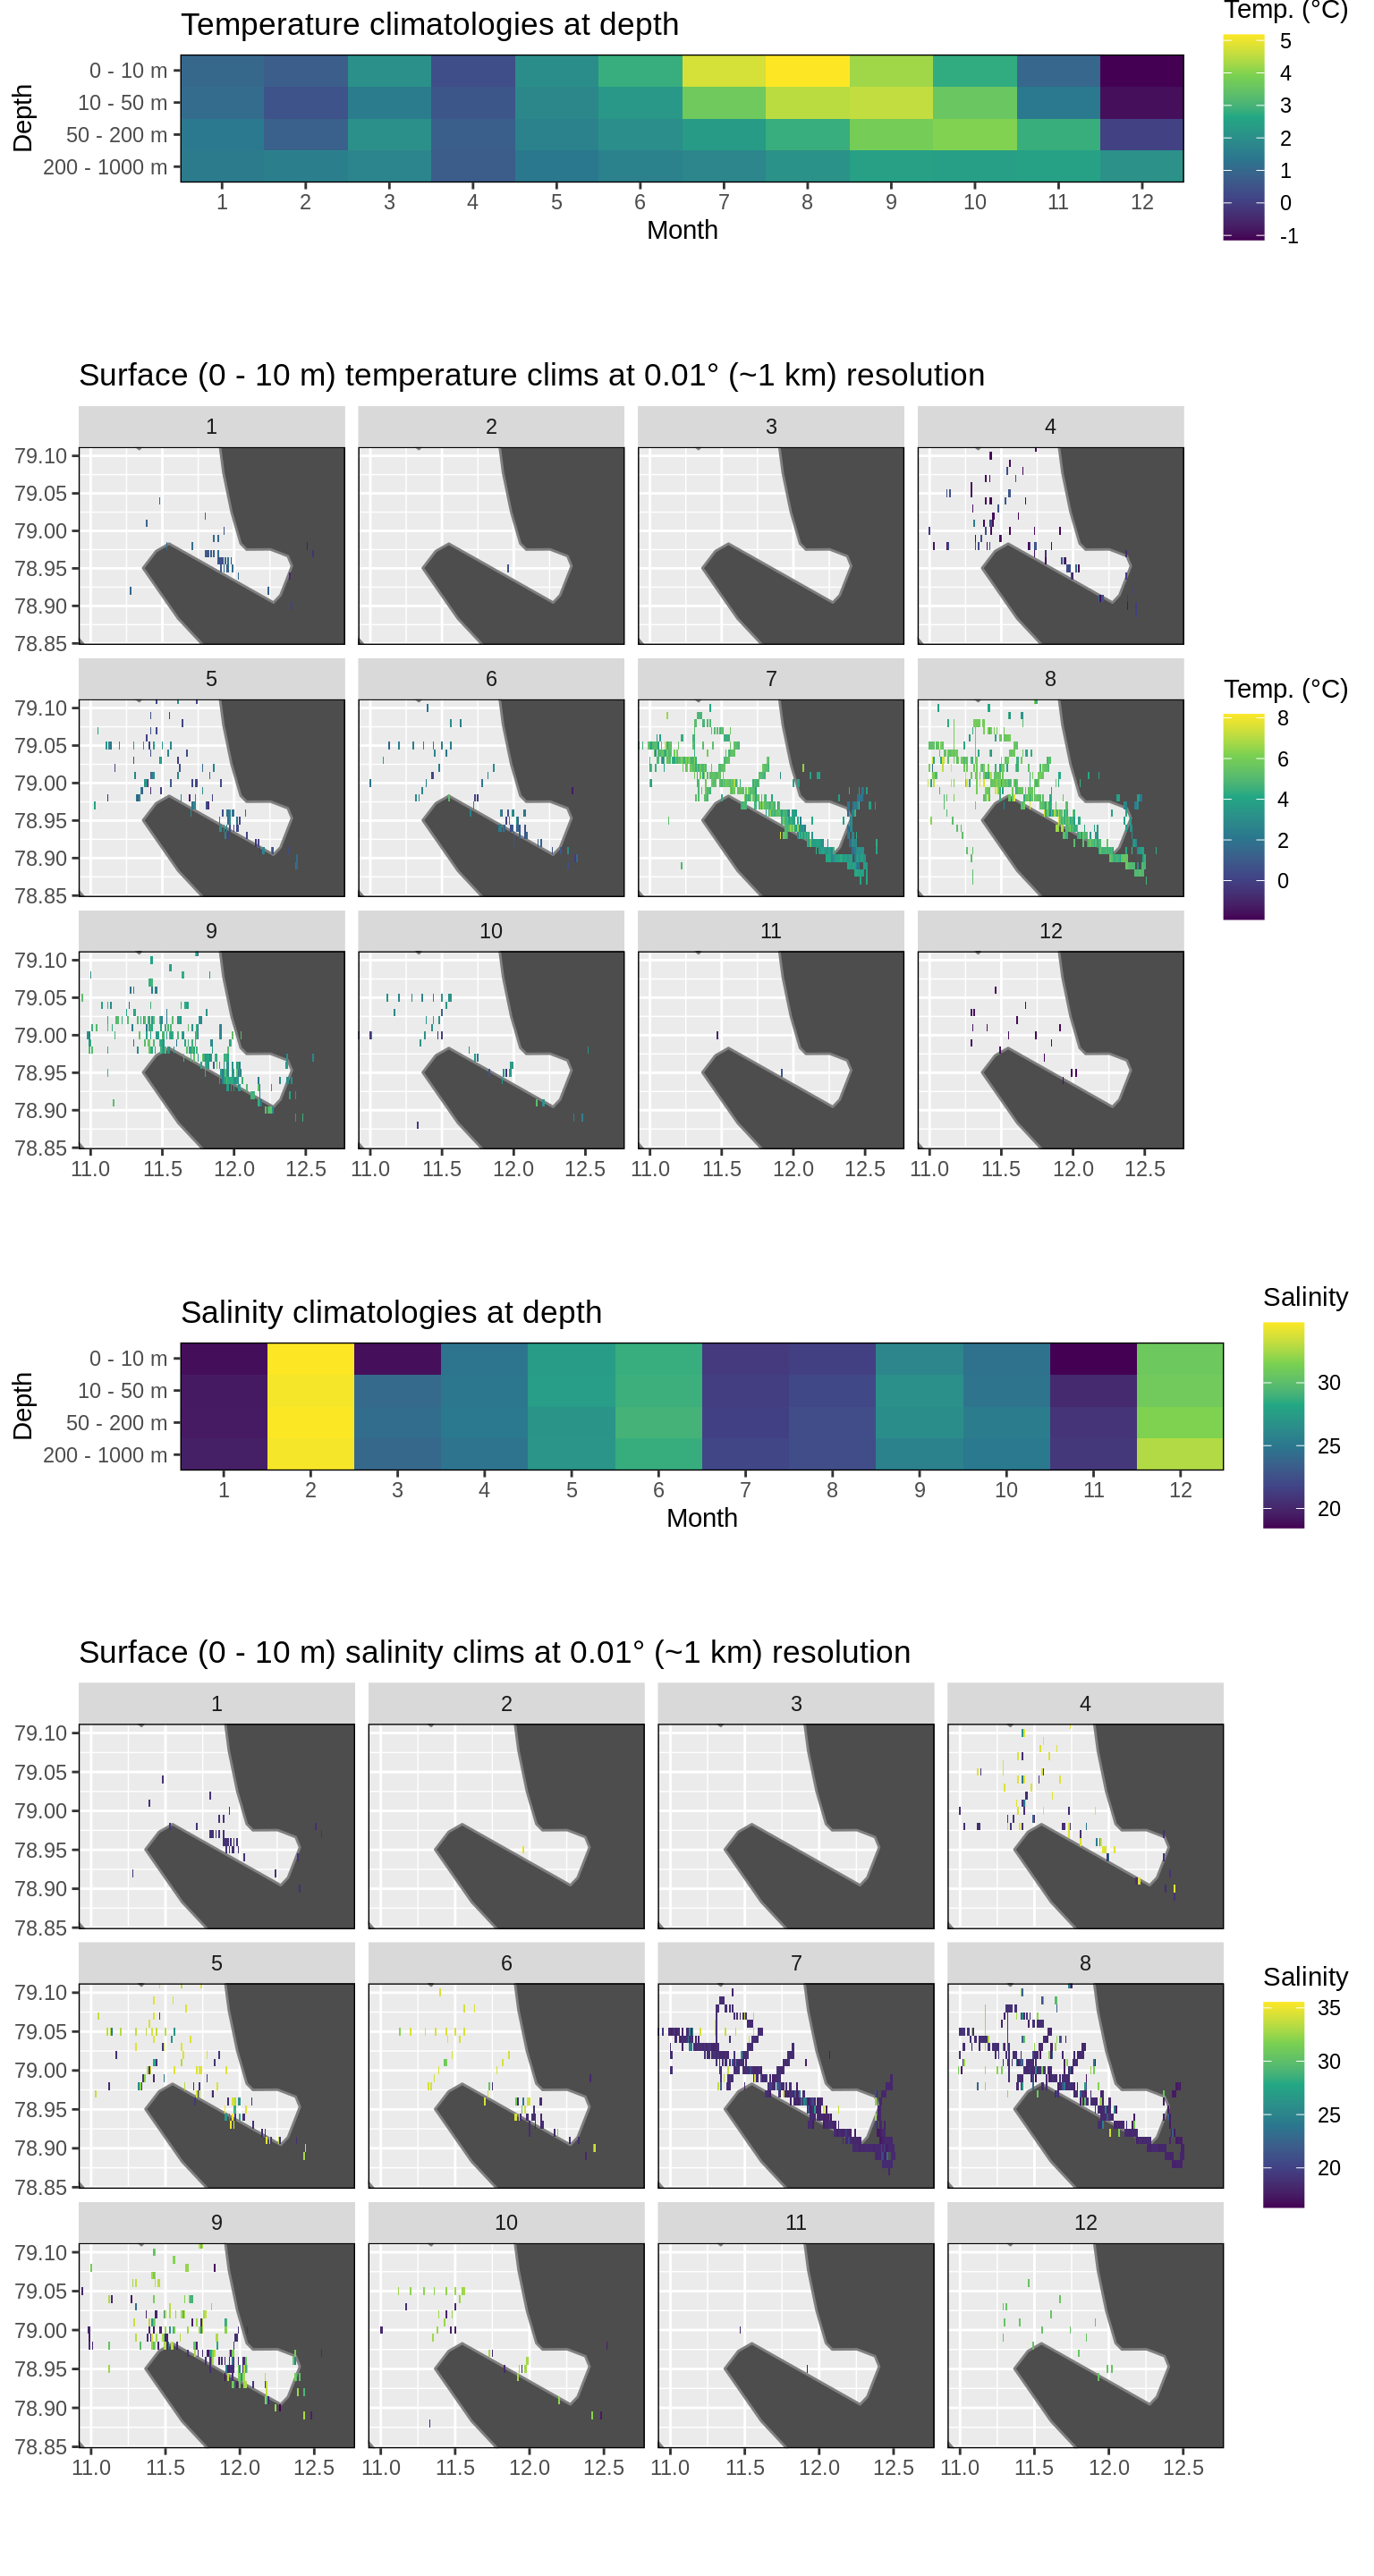 Temperature climatologies at depth
Temp. (°C)
5
4
3
2
1
0
-1
Depth
0 - 10 m
10 - 50 m
50 - 200 m
200 - 1000 m
1 2 3 4 5 6 7 8 9 10 11 12
Month
Surface (0 - 10 m) temperature clims at 0.01° (~1 km) resolution
1 2 3 4
79.10
79.05
79.00
78.95
78.90
78.85
5 6 7 8
79.10
79.05
79.00
78.95
78.90
78.85
Temp. (°C)
8
6
4
2
0
9 10 11 12
79.10
79.05
79.00
78.95
78.90
78.85
11.0 11.5 12.0 12.5 11.0 11.5 12.0 12.5 11.0 11.5 12.0 12.5 11.0 11.5 12.0 12.5
Salinity climatologies at depth
Salinity
30
25
20
Depth
0 - 10 m
10 - 50 m
50 - 200 m
200 - 1000 m
1 2 3 4 5 6 7 8 9 10 11 12
Month
Surface (0 - 10 m) salinity clims at 0.01° (~1 km) resolution
1 2 3 4
79.10
79.05
79.00
78.95
78.90
78.85
5 6 7 8
79.10
79.05
79.00
78.95
78.90
78.85
Salinity
35
30
25
20
9 10 11 12
79.10
79.05
79.00
78.95
78.90
78.85
11.0 11.5 12.0 12.5 11.0 11.5 12.0 12.5 11.0 11.5 12.0 12.5 11.0 11.5 12.0 12.5